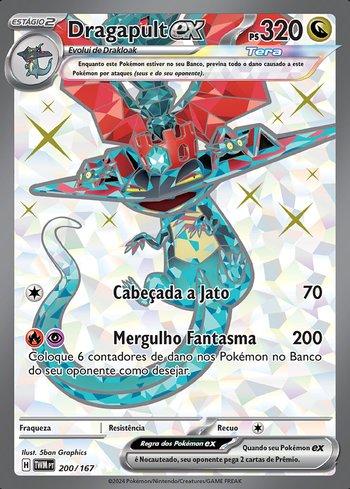 ESTÁGIO 2
Dragapult ex
PS 320
Evolui de Drakloak
Tera
Enquanto este Pokémon estiver no seu Banco, previna todo o dano causado a este
Pokémon por ataques (seus e do seu oponente).
Cabeçada a Jato 70
Mergulho Fantasma 200
Coloque 6 contadores de dano nos Pokémon no Banco
do seu oponente como desejar.
Fraqueza Resistência Recuo
Ilust. 5ban Graphics
Regra dos Pokémon ex
Quando seu Pokémon ex
é Nocauteado, seu oponente pega 2 cartas de Prêmio.
H TWM PT 200/167
©2024 Pokémon/Nintendo/Creatures/GAME FREAK